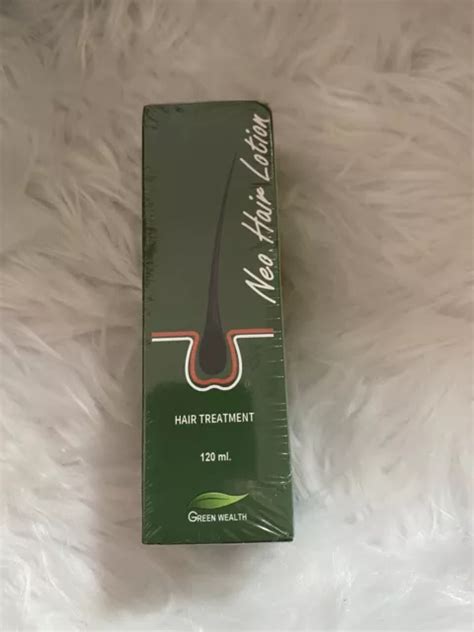 Neo. Hair Lotion
HAIR TREATMENT
120 ml.
GREEN WEALTH